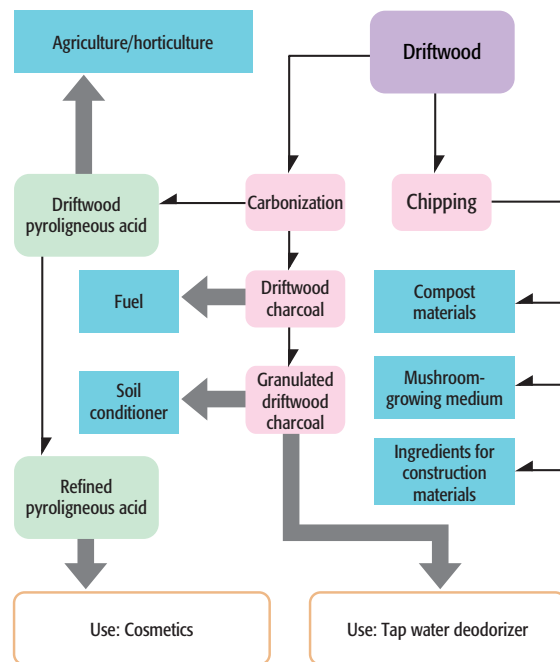 Agriculture/horticulture
Driftwood
Driftwood
pyroligneous acid
Carbonization
Chipping
Fuel
Driftwood
charcoal
Compost
materials
Soil
conditioner
Granulated
driftwood
charcoal
Mushroom-
growing medium
Refined
pyroligneous acid
Ingredients for
construction
materials
Use: Cosmetics
Use: Tap water deodorizer